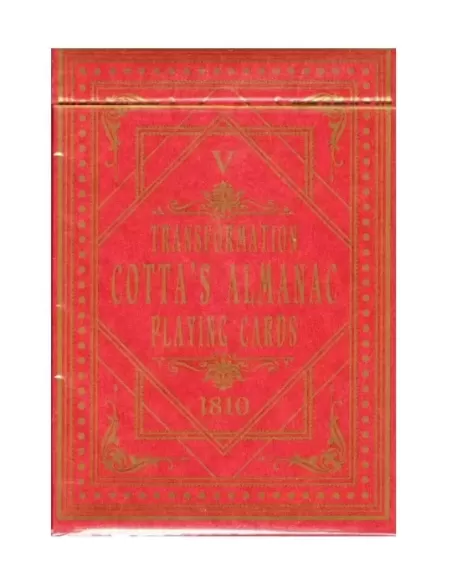 V
TRANSFORMATION
COTTA'S ALMANAC
PLAYING CARDS
1810